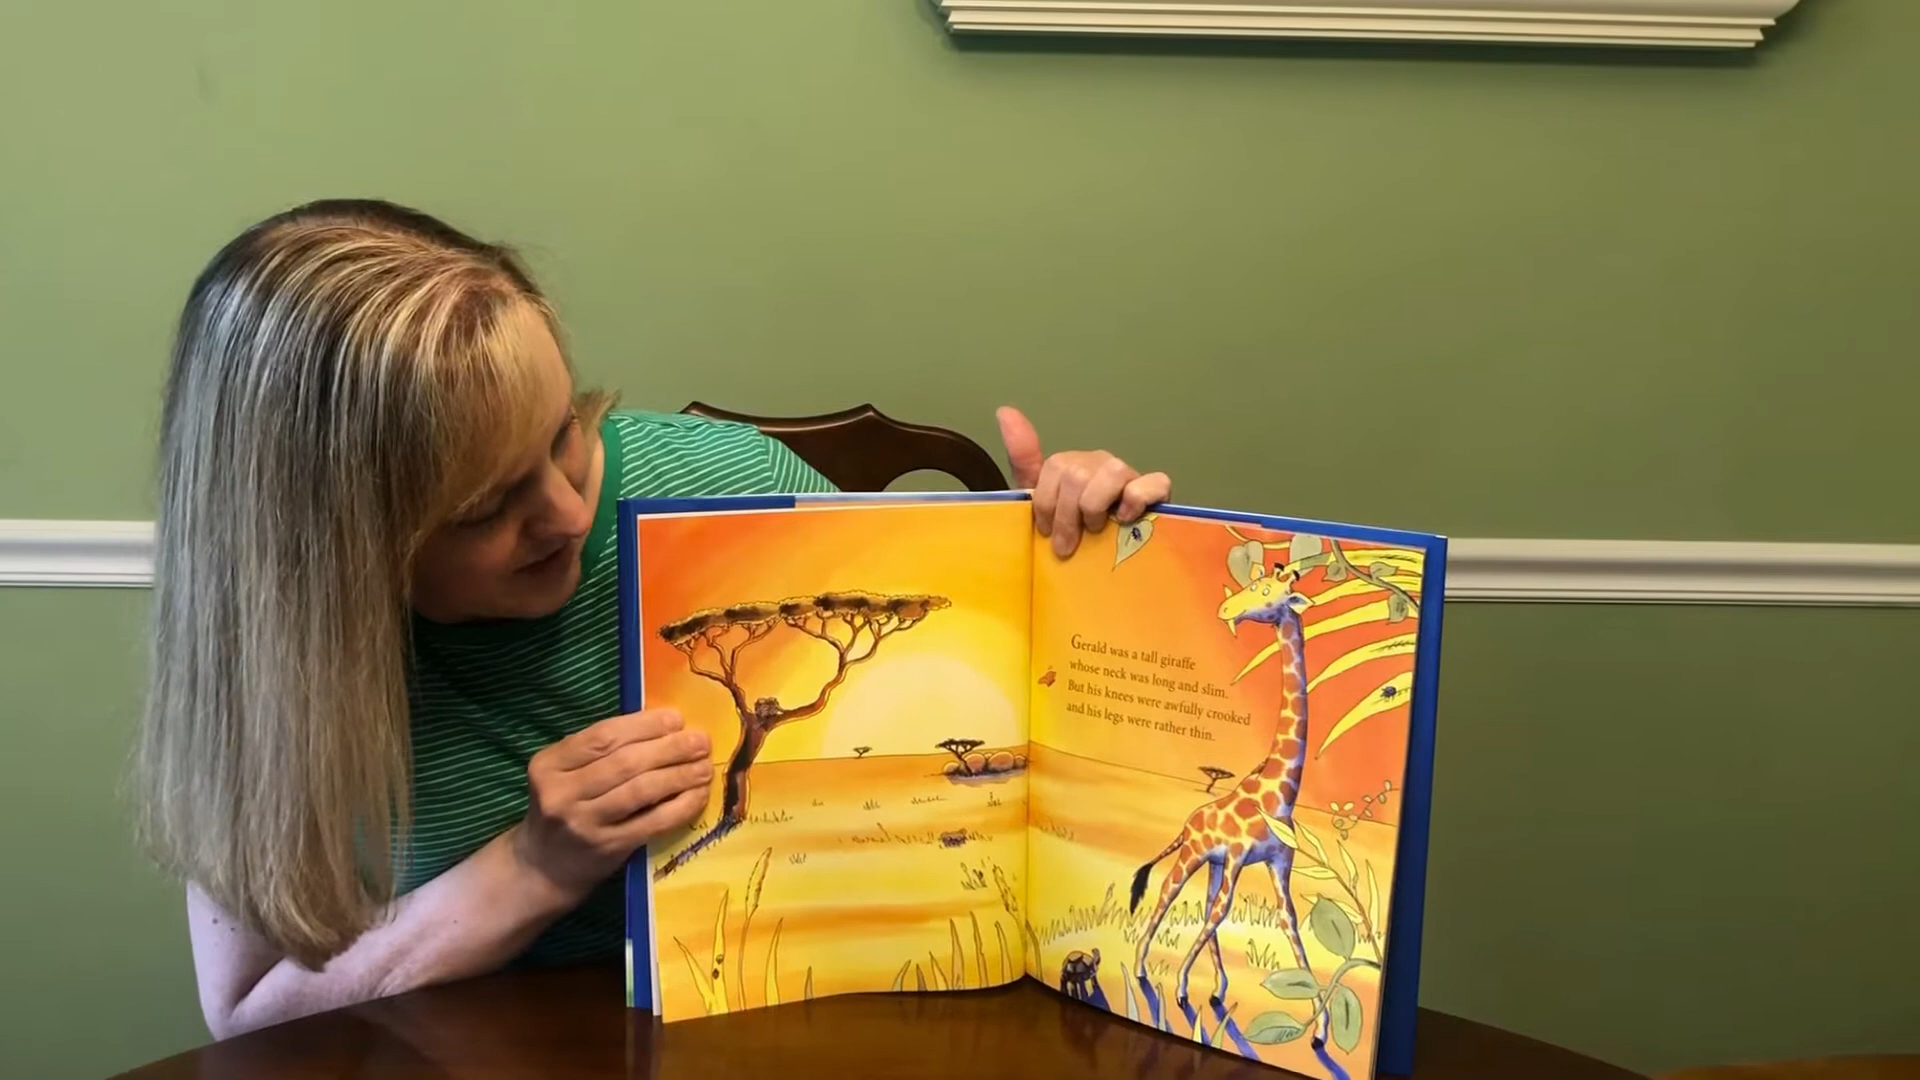 Gerald was a tall giraffe
whose neck was long and slim.
But his knees were awfully crooked
and his legs were rather thin.